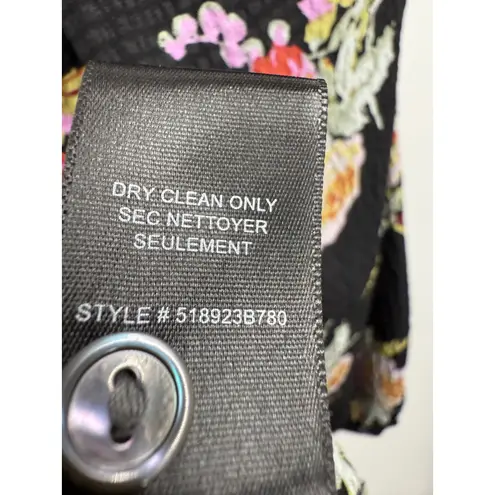 DRY CLEAN ONLY
SEC NETTOYER
SEULEMENT
STYLE # 518923B780